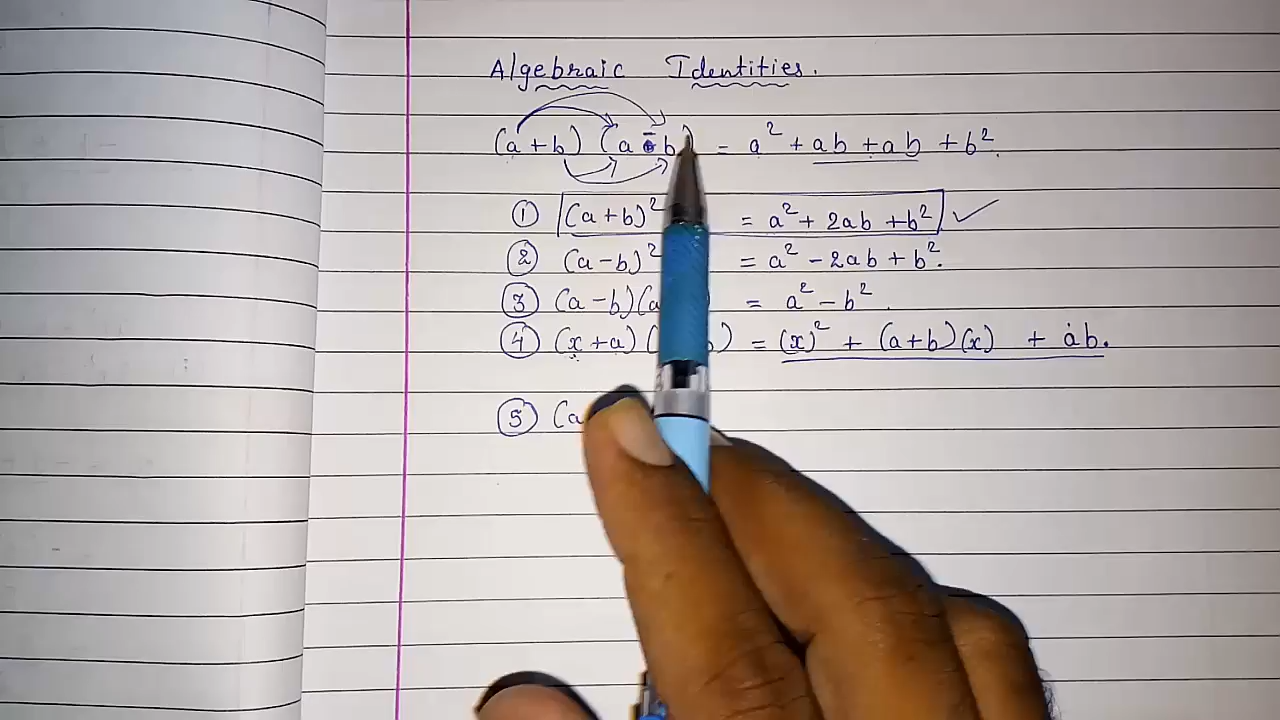 Algebraic Identities.
(a + b) (a - b) = a² + ab + ab + b².
① (a + b)² = a² + 2ab + b² ✓
② (a - b)² = a² - 2ab + b².
③ (a - b)(a = a² - b².
④ (x + a)( b) = (x)² + (a+b)(x) + ab.
⑤ (a